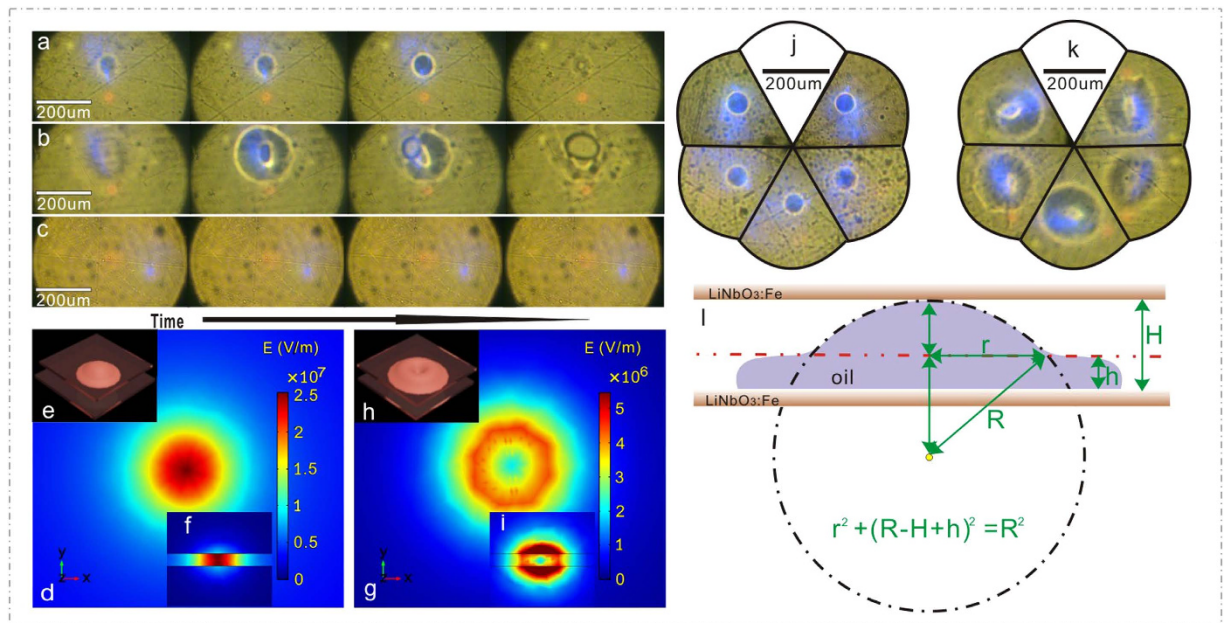 a
200um
b
200um
c
200um
Time
j
200um
k
200um
e
E (V/m)
×10⁷
2.5
2
1.5
1
0.5
0
f
y
z x
d
h
E (V/m)
×10⁶
5
4
3
2
1
0
i
y
z x
g
LiNbO₃:Fe
l
H
r
h
oil
LiNbO₃:Fe
R
r²+(R-H+h)²=R²